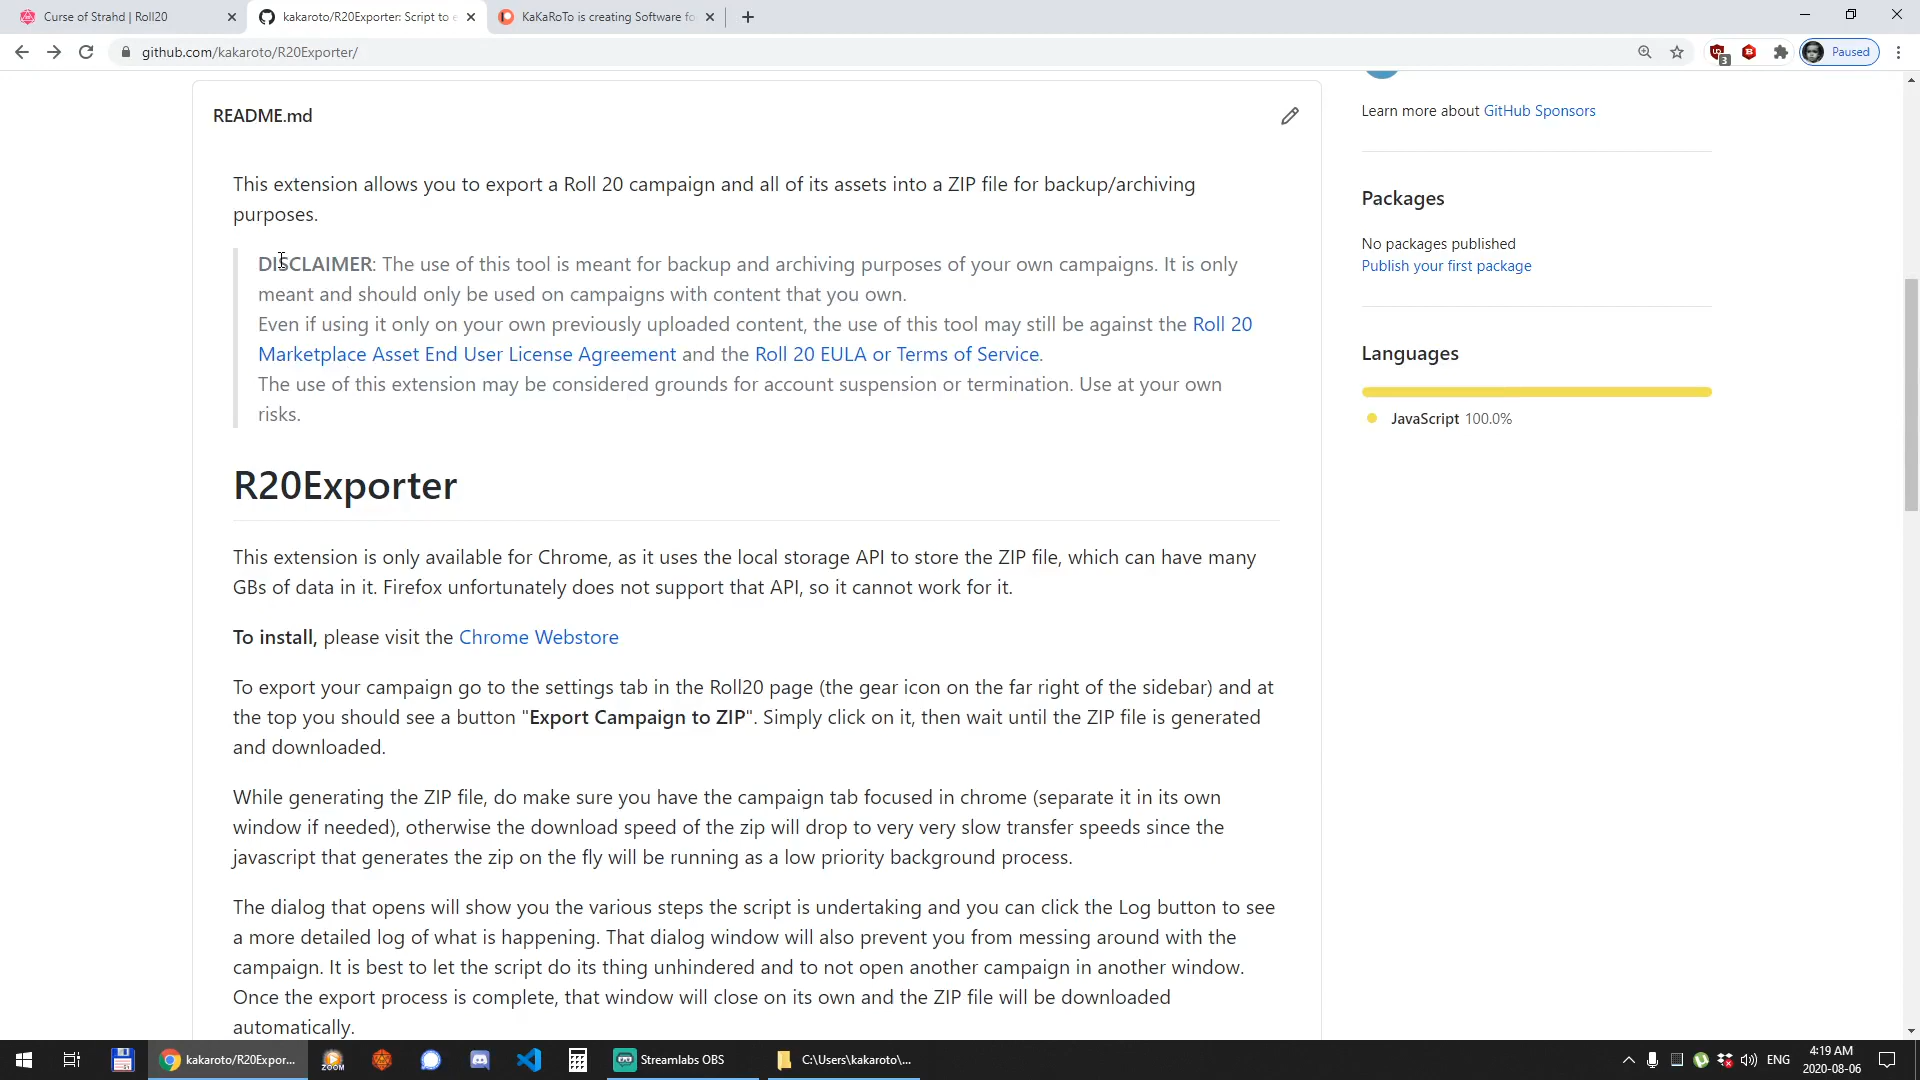 Curse of Strahd | Roll20
kakaroto/R20Exporter: Script to e
KaKaRoTo is creating Software fo
github.com/kakaroto/R20Exporter/
3
Paused
README.md
Learn more about GitHub Sponsors
This extension allows you to export a Roll 20 campaign and all of its assets into a ZIP file for backup/archiving
purposes.
DISCLAIMER: The use of this tool is meant for backup and archiving purposes of your own campaigns. It is only
meant and should only be used on campaigns with content that you own.
Even if using it only on your own previously uploaded content, the use of this tool may still be against the Roll 20
Marketplace Asset End User License Agreement and the Roll 20 EULA or Terms of Service.
The use of this extension may be considered grounds for account suspension or termination. Use at your own
risks.
R20Exporter
This extension is only available for Chrome, as it uses the local storage API to store the ZIP file, which can have many
GBs of data in it. Firefox unfortunately does not support that API, so it cannot work for it.
To install, please visit the Chrome Webstore
To export your campaign go to the settings tab in the Roll20 page (the gear icon on the far right of the sidebar) and at
the top you should see a button "Export Campaign to ZIP". Simply click on it, then wait until the ZIP file is generated
and downloaded.
While generating the ZIP file, do make sure you have the campaign tab focused in chrome (separate it in its own
window if needed), otherwise the download speed of the zip will drop to very very slow transfer speeds since the
javascript that generates the zip on the fly will be running as a low priority background process.
The dialog that opens will show you the various steps the script is undertaking and you can click the Log button to see
a more detailed log of what is happening. That dialog window will also prevent you from messing around with the
campaign. It is best to let the script do its thing unhindered and to not open another campaign in another window.
Once the export process is complete, that window will close on its own and the ZIP file will be downloaded
automatically.
Packages
No packages published
Publish your first package
Languages
JavaScript 100.0%
kakaroto/R20Expor...
ZOOM
Streamlabs OBS
C:\Users\kakaroto\...
ENG
4:19 AM
2020-08-06